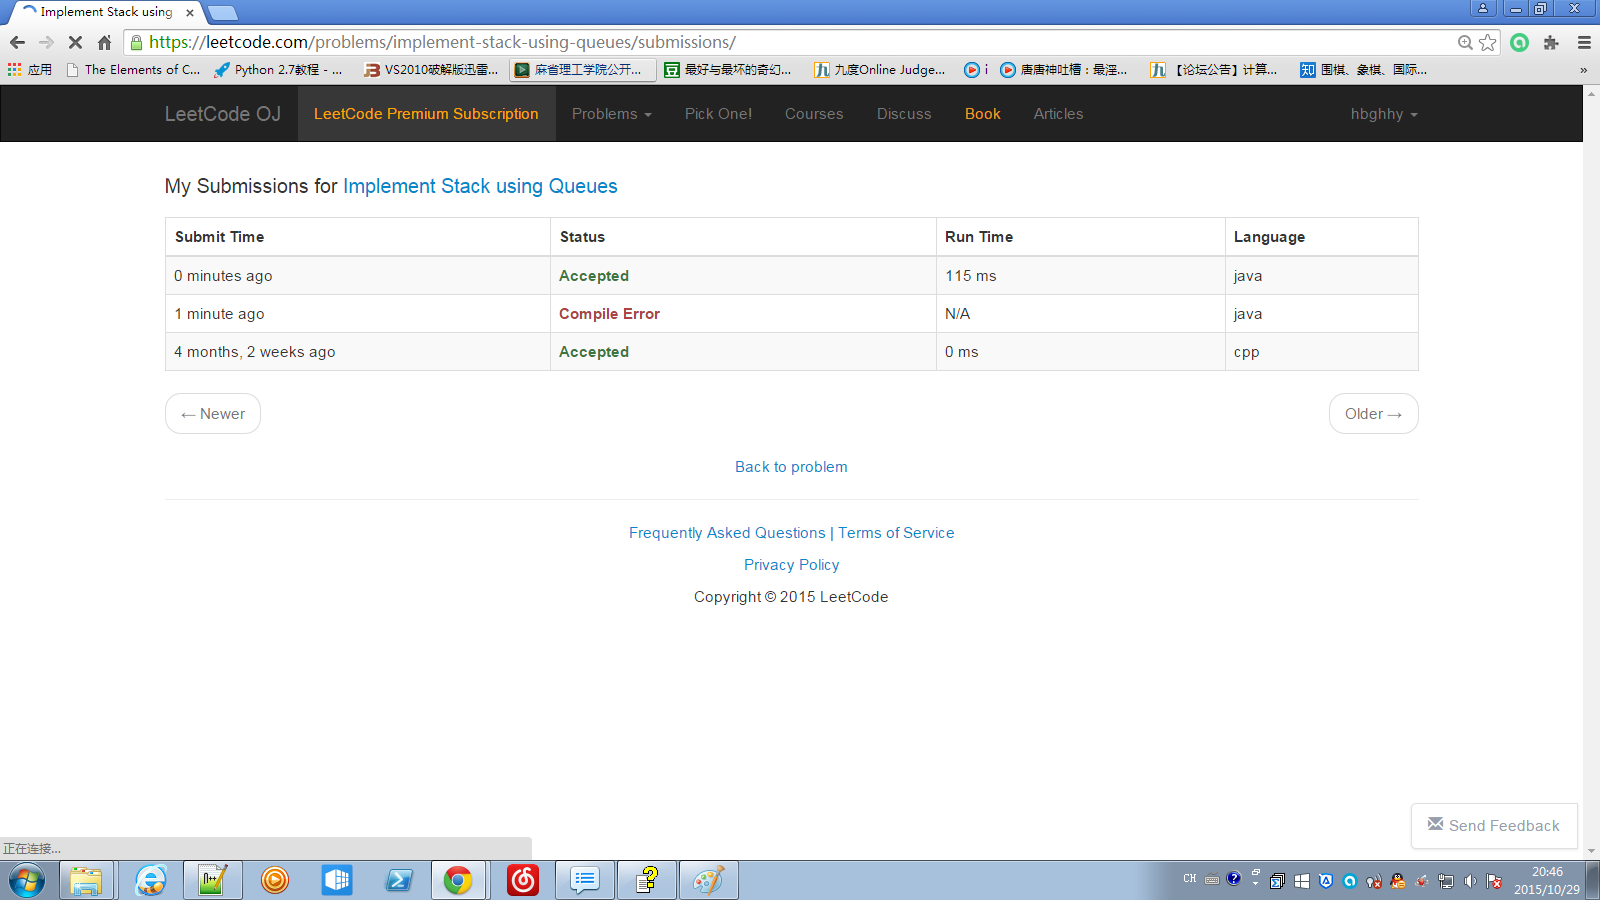 Implement Stack using
https://leetcode.com/problems/implement-stack-using-queues/submissions/
应用 The Elements of C... Python 2.7教程 - ... VS2010破解版迅雷... 麻省理工学院公开... 最好与最坏的奇幻... 九度Online Judge... i 唐唐神吐槽：最淫... 【论坛公告】计算... 围棋、象棋、国际... »
LeetCode OJ LeetCode Premium Subscription Problems Pick One! Courses Discuss Book Articles hbghhy
My Submissions for Implement Stack using Queues
Submit Time Status Run Time Language
0 minutes ago Accepted 115 ms java
1 minute ago Compile Error N/A java
4 months, 2 weeks ago Accepted 0 ms cpp
← Newer Older →
Back to problem
Frequently Asked Questions | Terms of Service
Privacy Policy
Copyright © 2015 LeetCode
Send Feedback
正在连接...
CH 20:46
2015/10/29